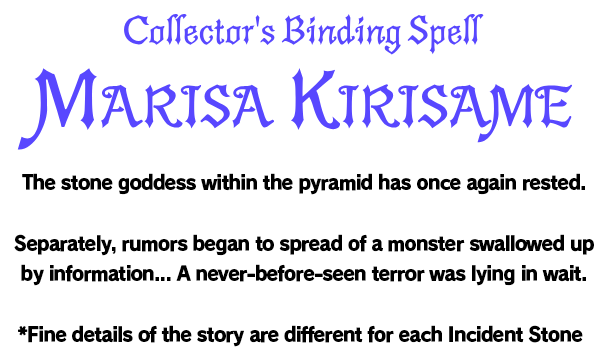 Collector's Binding Spell
Marisa Kirisame
The stone goddess within the pyramid has once again rested.
Separately, rumors began to spread of a monster swallowed up
by information... A never-before-seen terror was lying in wait.
*Fine details of the story are different for each Incident Stone